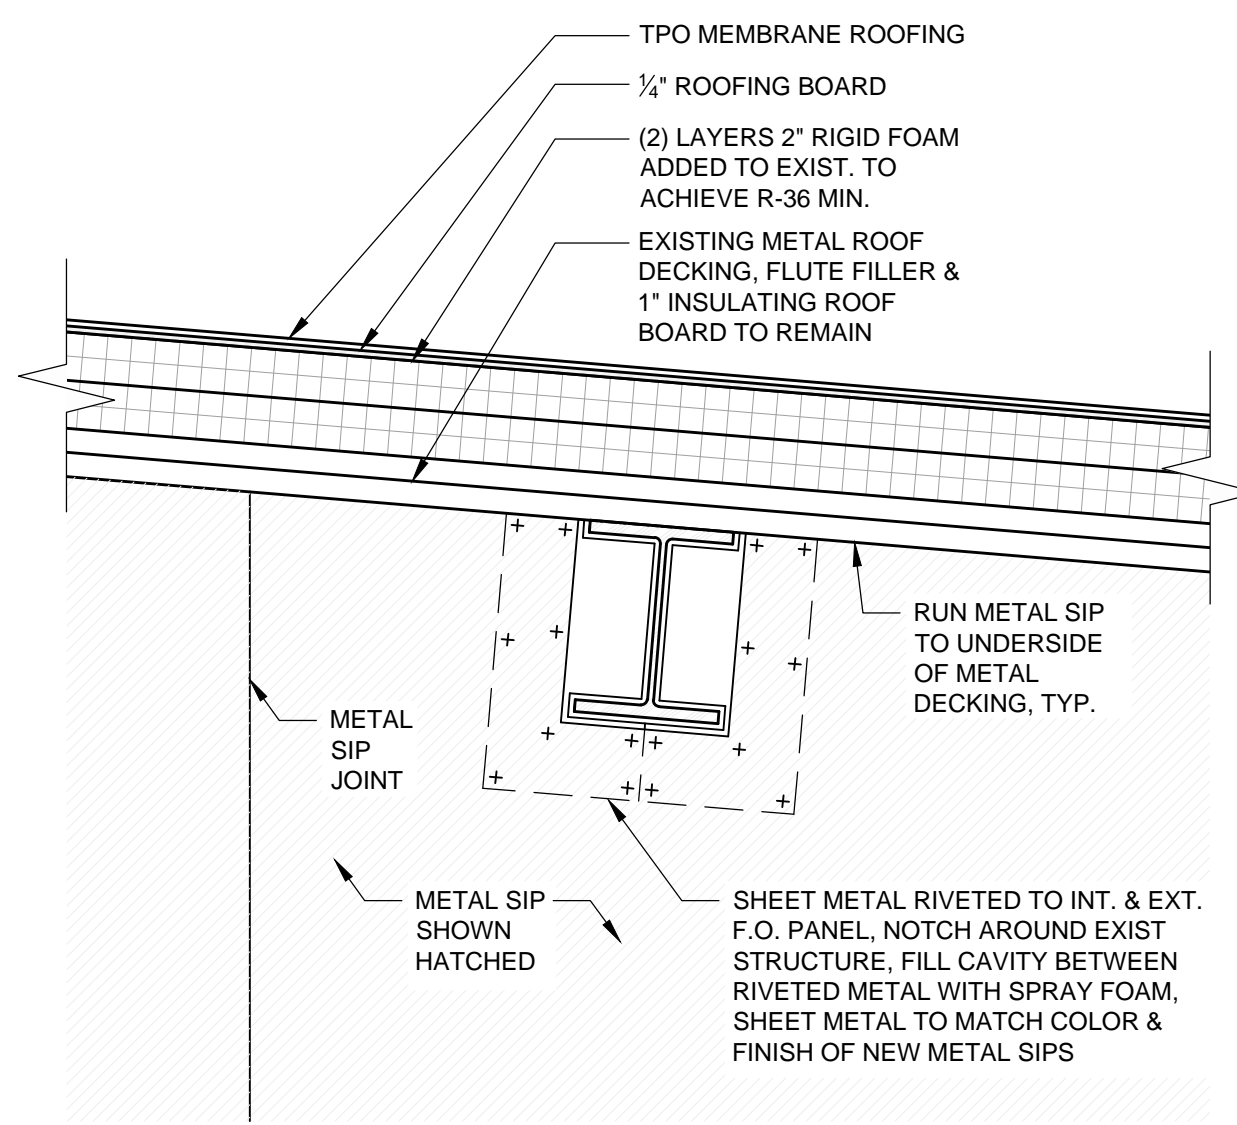 TPO MEMBRANE ROOFING
¼" ROOFING BOARD
(2) LAYERS 2" RIGID FOAM
ADDED TO EXIST. TO
ACHIEVE R-36 MIN.
EXISTING METAL ROOF
DECKING, FLUTE FILLER &
1" INSULATING ROOF
BOARD TO REMAIN
RUN METAL SIP
TO UNDERSIDE
OF METAL
DECKING, TYP.
METAL
SIP
JOINT
METAL SIP
SHOWN
HATCHED
SHEET METAL RIVETED TO INT. & EXT.
F.O. PANEL, NOTCH AROUND EXIST
STRUCTURE, FILL CAVITY BETWEEN
RIVETED METAL WITH SPRAY FOAM,
SHEET METAL TO MATCH COLOR &
FINISH OF NEW METAL SIPS